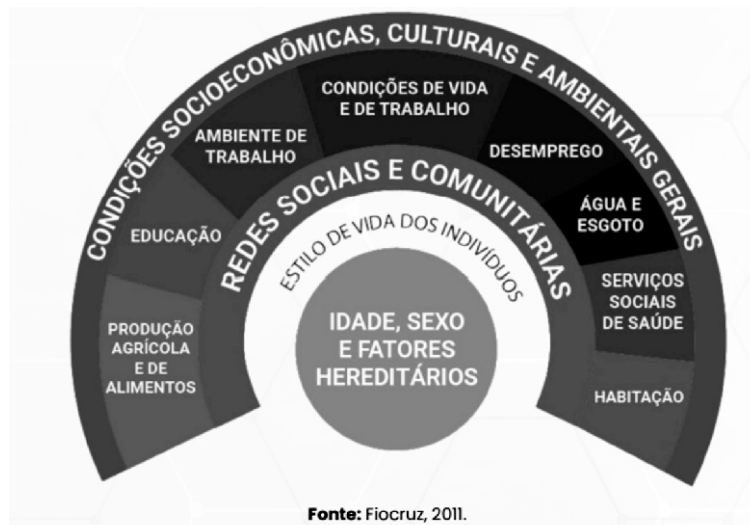 CONDIÇÕES SOCIOECONÔMICAS, CULTURAIS E AMBIENTAIS GERAIS
PRODUÇÃO
AGRÍCOLA
E DE
ALIMENTOS
EDUCAÇÃO
AMBIENTE DE
TRABALHO
CONDIÇÕES DE VIDA
E DE TRABALHO
DESEMPREGO
ÁGUA E
ESGOTO
SERVIÇOS
SOCIAIS
DE SAÚDE
HABITAÇÃO
REDES SOCIAIS E COMUNITÁRIAS
ESTILO DE VIDA DOS INDIVÍDUOS
IDADE, SEXO
E FATORES
HEREDITÁRIOS
Fonte: Fiocruz, 2011.